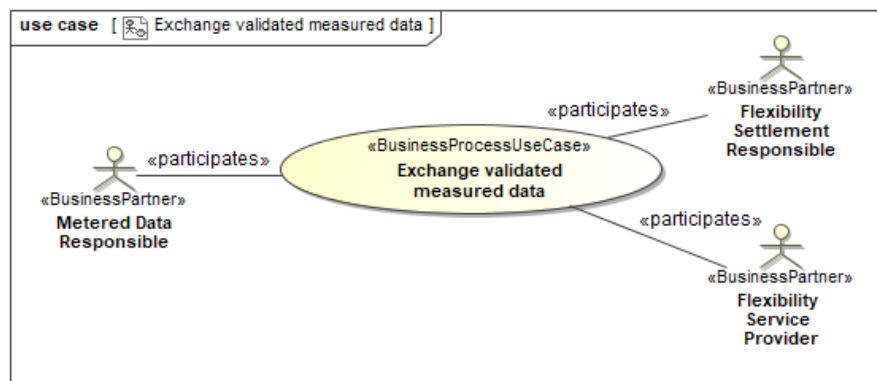 use case [ Exchange validated measured data ]
«BusinessPartner»
Flexibility
Settlement
Responsible
«participates»
«BusinessProcessUseCase»
Exchange validated
measured data
«participates»
«BusinessPartner»
Metered Data
Responsible
«participates»
«BusinessPartner»
Flexibility
Service
Provider